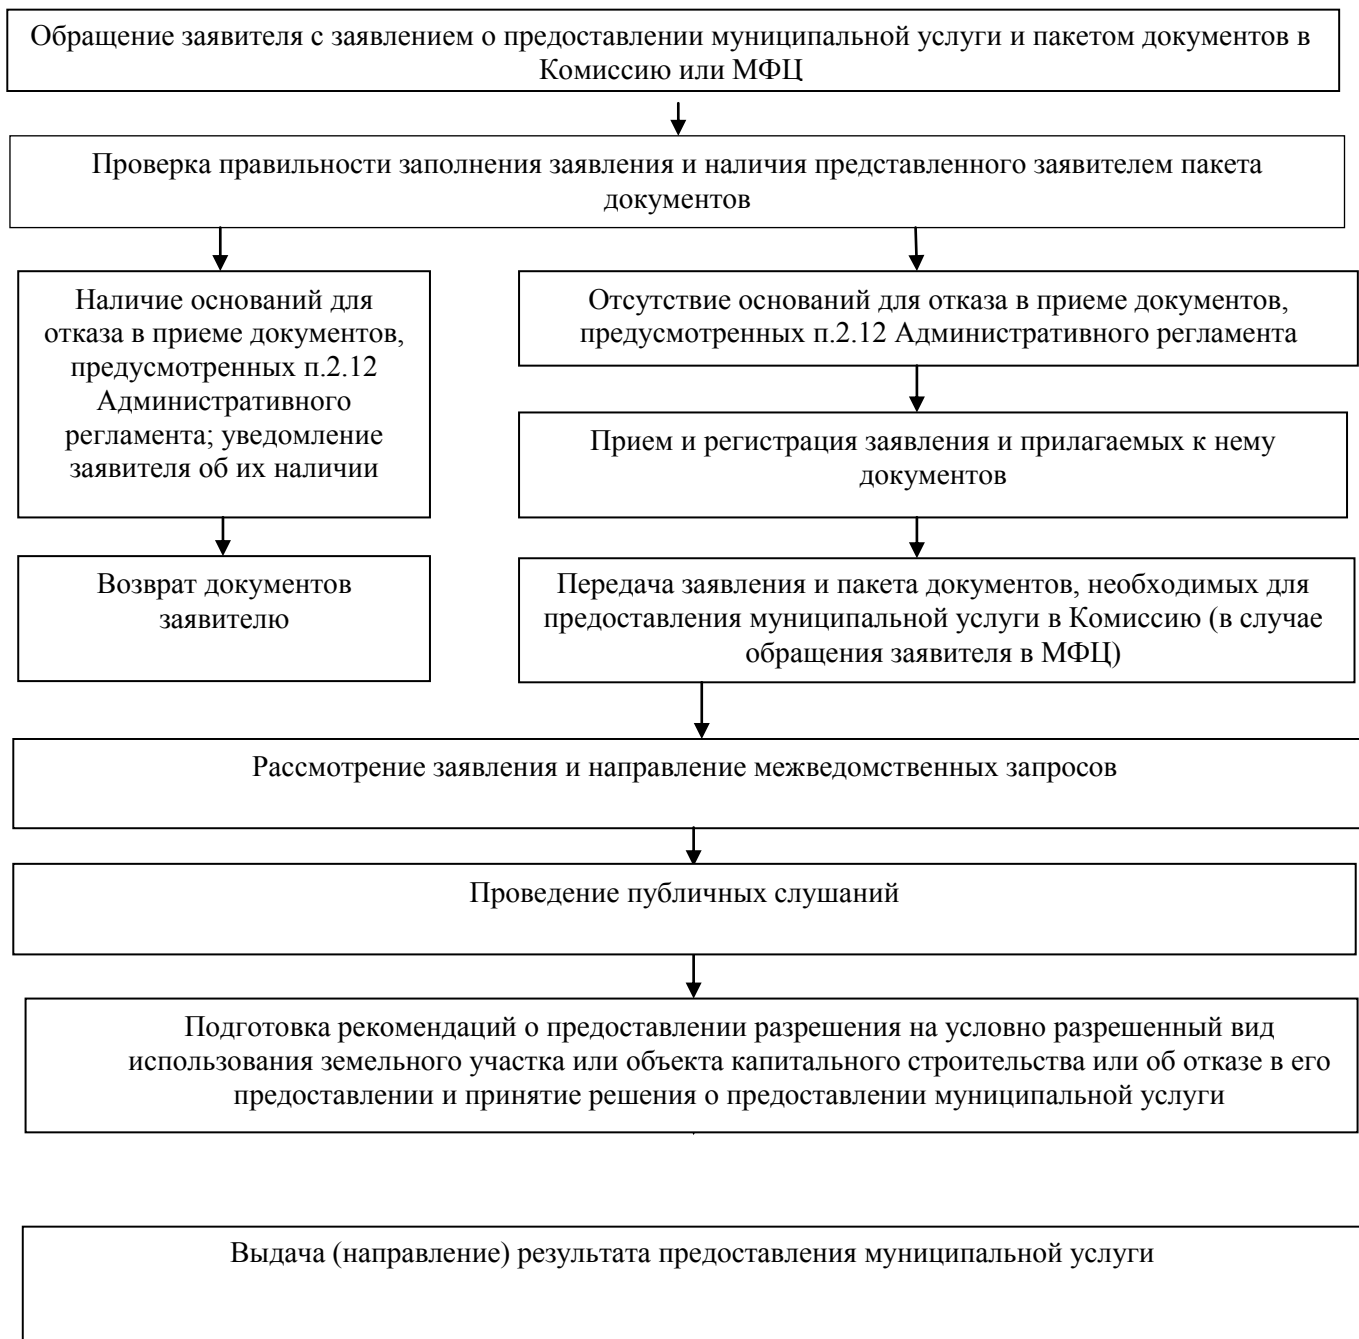 Обращение заявителя с заявлением о предоставлении муниципальной услуги и пакетом документов в
Комиссию или МФЦ
Проверка правильности заполнения заявления и наличия представленного заявителем пакета
документов
Наличие оснований для
отказа в приеме документов,
предусмотренных п.2.12
Административного
регламента; уведомление
заявителя об их наличии
Возврат документов
заявителю
Отсутствие оснований для отказа в приеме документов,
предусмотренных п.2.12 Административного регламента
Прием и регистрация заявления и прилагаемых к нему
документов
Передача заявления и пакета документов, необходимых для
предоставления муниципальной услуги в Комиссию (в случае
обращения заявителя в МФЦ)
Рассмотрение заявления и направление межведомственных запросов
Проведение публичных слушаний
Подготовка рекомендаций о предоставлении разрешения на условно разрешенный вид
использования земельного участка или объекта капитального строительства или об отказе в его
предоставлении и принятие решения о предоставлении муниципальной услуги
Выдача (направление) результата предоставления муниципальной услуги